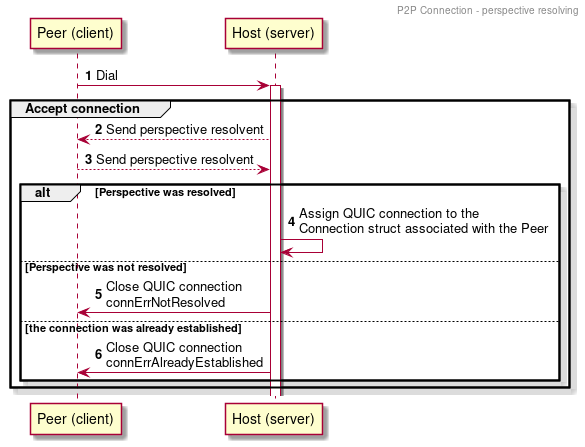 P2P Connection - perspective resolving
Peer (client)
Host (server)
1 Dial
Accept connection
2 Send perspective resolvent
3 Send perspective resolvent
alt [Perspective was resolved]
4 Assign QUIC connection to the
Connection struct associated with the Peer
[Perspective was not resolved]
5 Close QUIC connection
connErrNotResolved
[the connection was already established]
6 Close QUIC connection
connErrAlreadyEstablished
Peer (client)
Host (server)